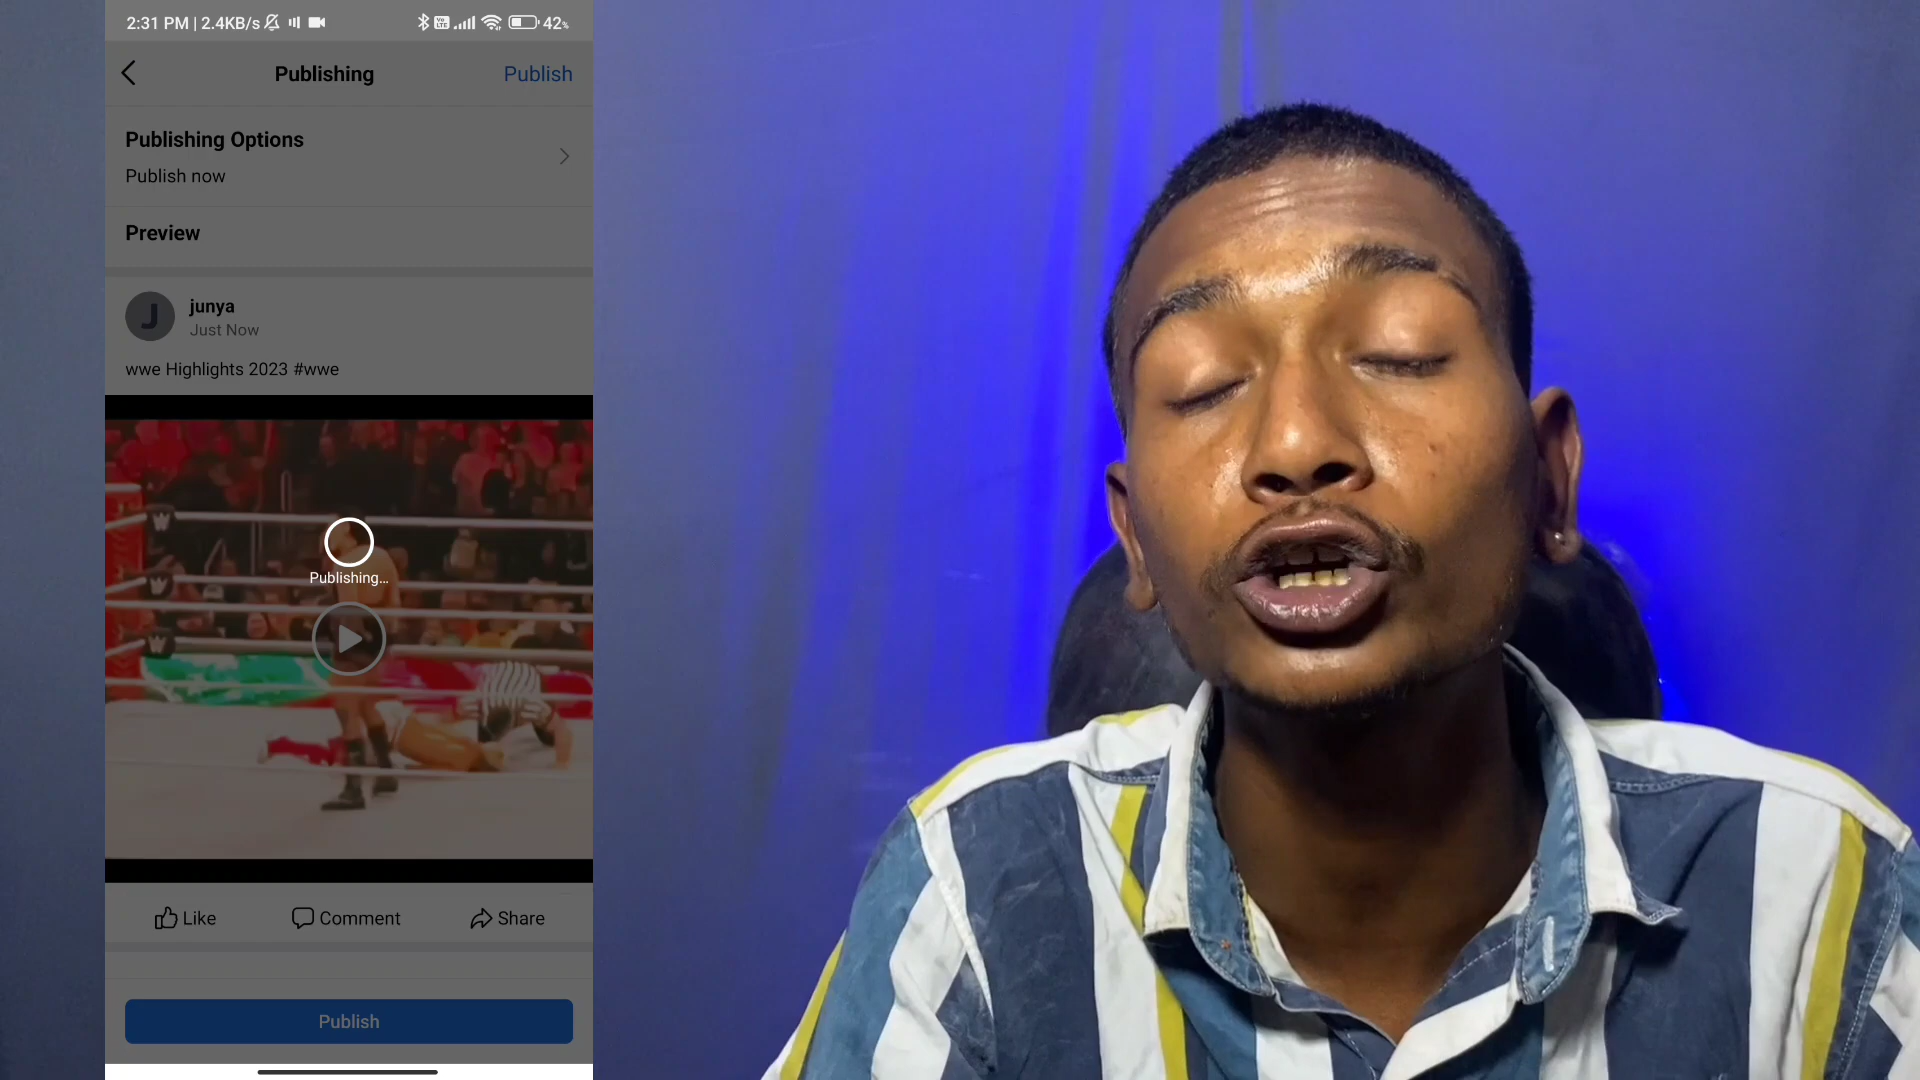 2:31 PM | 2.4KB/s 42%
Publishing Publish
Publishing Options
Publish now
Preview
J junya
Just Now
wwe Highlights 2023 #wwe
Publishing...
Like Comment Share
Publish